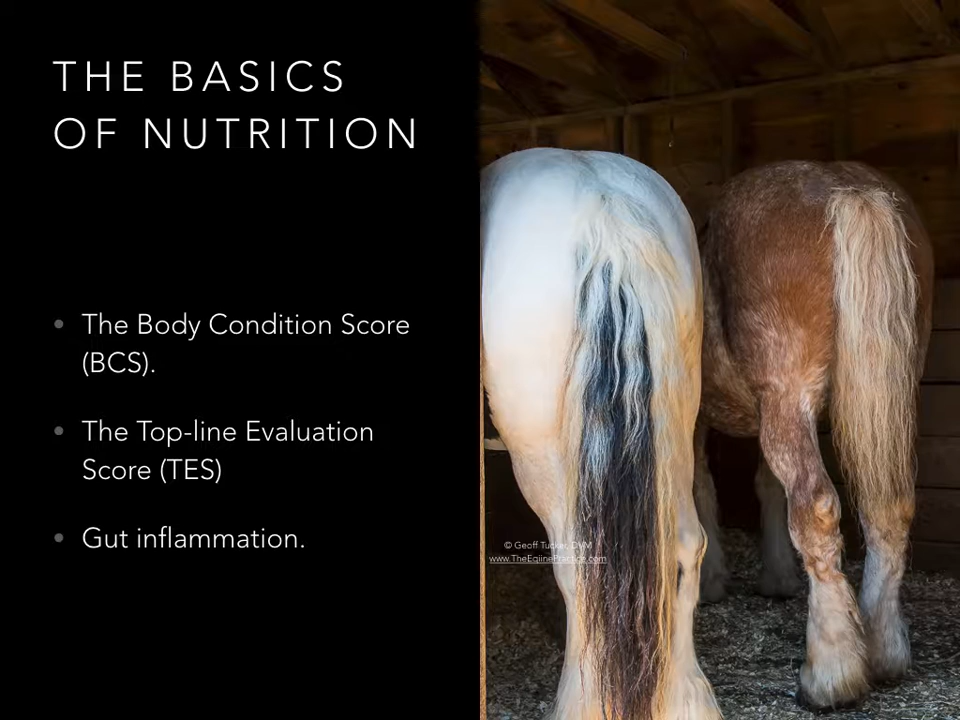 THE BASICS
OF NUTRITION
• The Body Condition Score
(BCS).
• The Top-line Evaluation
Score (TES)
• Gut inflammation.
© Geoff Tucker, DVM
www.TheEqiinePractice.com